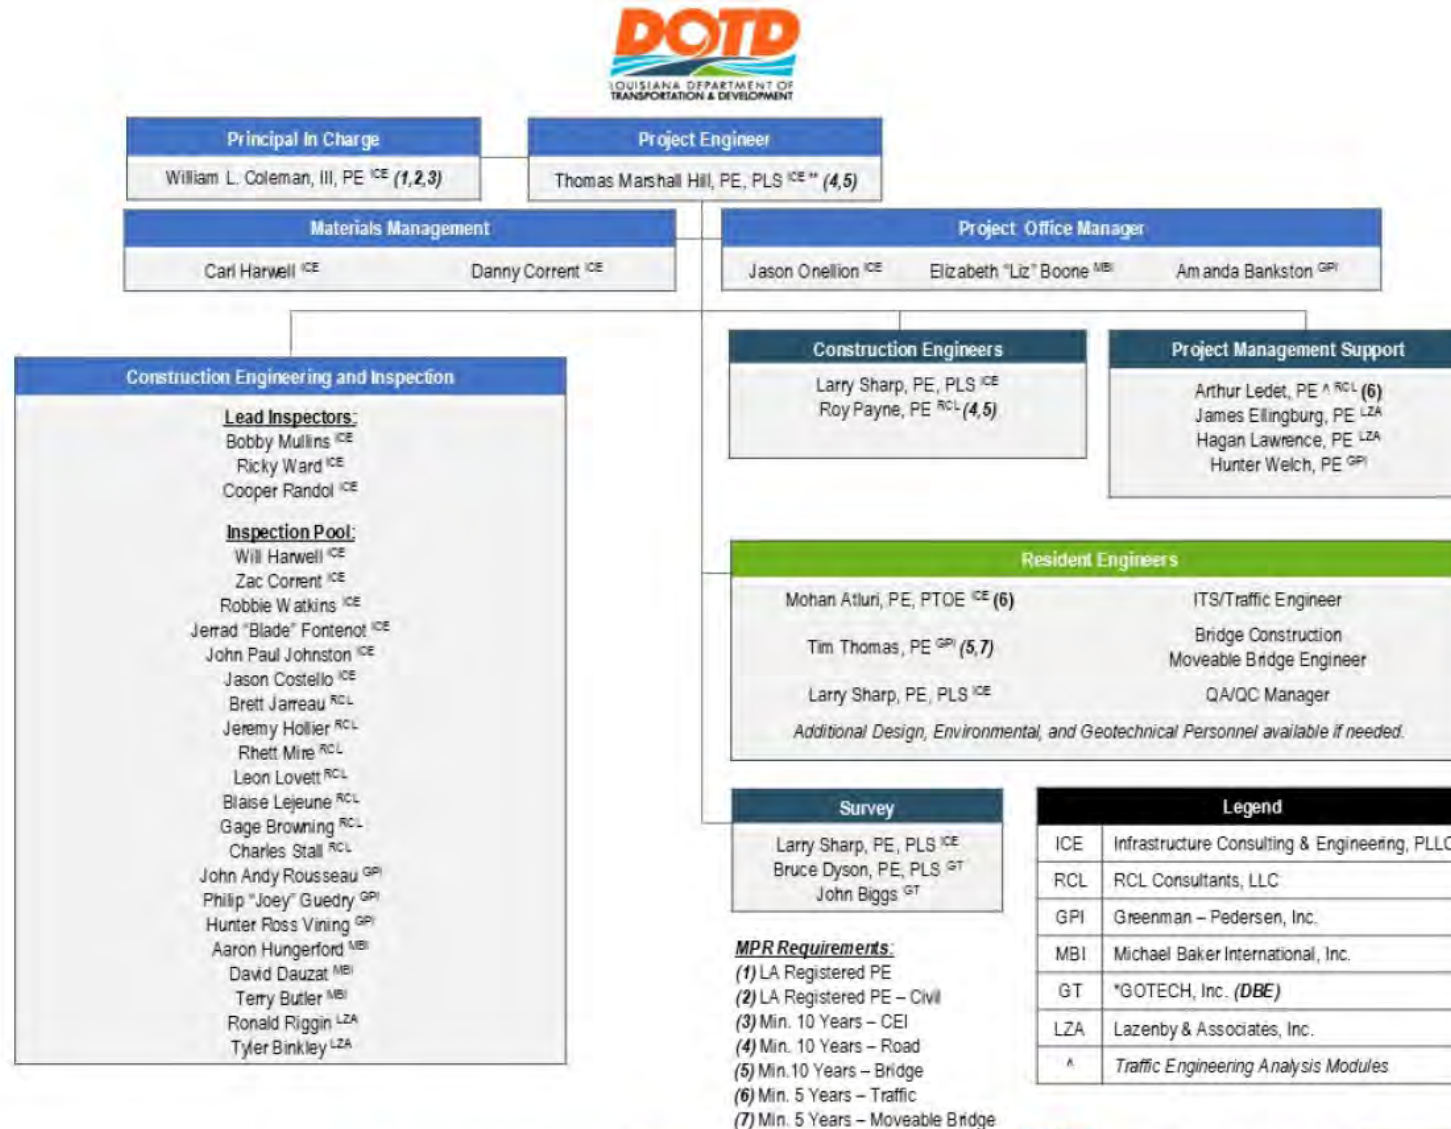 DOTD
LOUISIANA DEPARTMENT OF
TRANSPORTATION & DEVELOPMENT
Principal In Charge
William L. Coleman, III, PE ICE (1,2,3)
Project Engineer
Thomas Marshall Hill, PE, PLS ICE ** (4,5)
Materials Management
Carl Harwell ICE
Danny Corrent ICE
Project Office Manager
Jason Onellion ICE
Elizabeth "Liz" Boone MBI
Amanda Bankston GPI
Construction Engineering and Inspection
Lead Inspectors:
Bobby Mullins ICE
Ricky Ward ICE
Cooper Randol ICE
Inspection Pool:
Will Harwell ICE
Zac Corrent ICE
Robbie Watkins ICE
Jerrad "Blade" Fontenot ICE
John Paul Johnston ICE
Jason Costello ICE
Brett Jarreau RCL
Jeremy Hollier RCL
Rhett Mire RCL
Leon Lovett RCL
Blaise Lejeune RCL
Gage Browning RCL
Charles Stall RCL
John Andy Rousseau GPI
Philip "Joey" Guedry GPI
Hunter Ross Vining GPI
Aaron Hungerford MBI
David Dauzat MBI
Terry Butler MBI
Ronald Riggin LZA
Tyler Binkley LZA
Construction Engineers
Larry Sharp, PE, PLS ICE
Roy Payne, PE RCL (4,5)
Project Management Support
Arthur Ledet, PE ^ RCL (6)
James Ellingburg, PE LZA
Hagan Lawrence, PE LZA
Hunter Welch, PE GPI
Resident Engineers
Mohan Atluri, PE, PTOE ICE (6)
ITS/Traffic Engineer
Tim Thomas, PE GPI (5,7)
Bridge Construction
Moveable Bridge Engineer
Larry Sharp, PE, PLS ICE
QA/QC Manager
Additional Design, Environmental, and Geotechnical Personnel available if needed.
Survey
Larry Sharp, PE, PLS ICE
Bruce Dyson, PE, PLS GT
John Biggs GT
MPR Requirements:
(1) LA Registered PE
(2) LA Registered PE – Civil
(3) Min. 10 Years – CEI
(4) Min. 10 Years – Road
(5) Min.10 Years – Bridge
(6) Min. 5 Years – Traffic
(7) Min. 5 Years – Moveable Bridge
Legend
ICE Infrastructure Consulting & Engineering, PLLC
RCL RCL Consultants, LLC
GPI Greenman – Pedersen, Inc.
MBI Michael Baker International, Inc.
GT *GOTECH, Inc. (DBE)
LZA Lazenby & Associates, Inc.
^ Traffic Engineering Analysis Modules